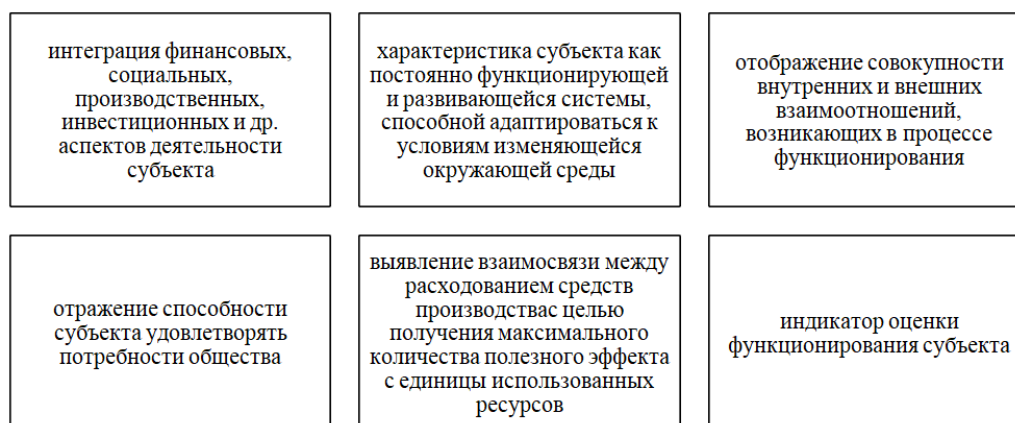 интеграция финансовых,
социальных,
производственных,
инвестиционных и др.
аспектов деятельности
субъекта
характеристика субъекта как
постоянно функционирующей
и развивающейся системы,
способной адаптироваться к
условиям изменяющейся
окружающей среды
отображение совокупности
внутренних и внешних
взаимоотношений,
возникающих в процессе
функционирования
отражение способности
субъекта удовлетворять
потребности общества
выявление взаимосвязи между
расходованием средств
производствас целью
получения максимального
количества полезного эффекта
с единицы использованных
ресурсов
индикатор оценки
функционирования субъекта